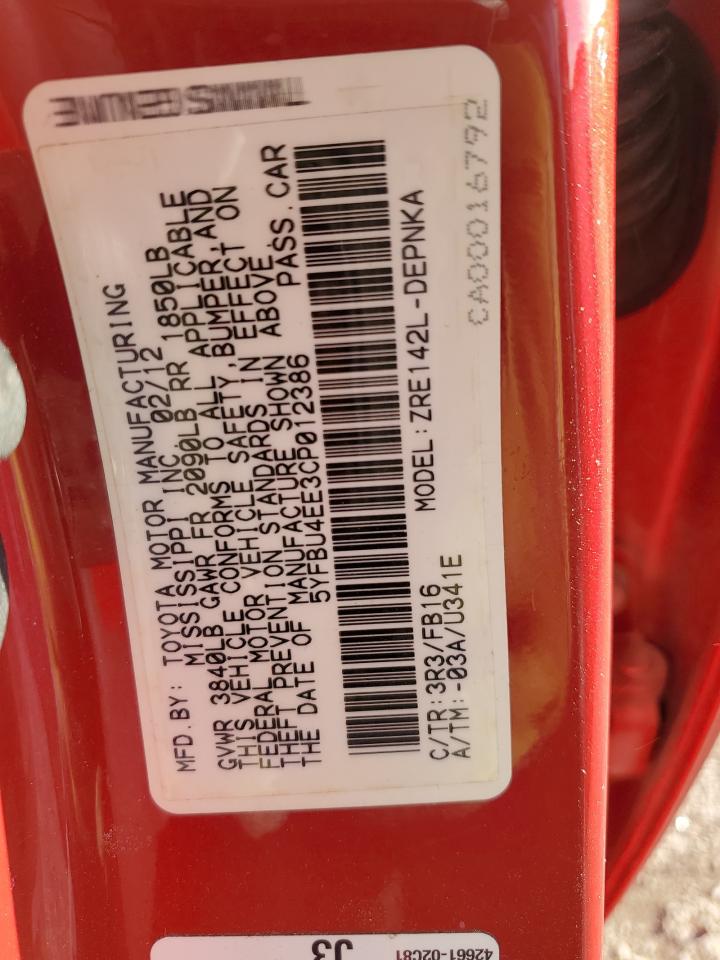 MFD.BY: TOYOTA MOTOR MANUFACTURING
MISSISSIPPI INC 02/12
GVWR 3840LB GAWR FR 2090LB RR 1850LB
THIS VEHICLE CONFORMS TO ALL APPLICABLE
FEDERAL MOTOR VEHICLE SAFETY,BUMPER,AND
THEFT PREVENTION STANDARDS IN EFFECT ON
THE DATE OF MANUFACTURE SHOWN ABOVE.
5YFBU4EE3CP012386 PASS.CAR
MODEL:ZRE142L-DEPNKA
C/TR:3R3/FB16
A/TM:-03A/U341E
CA00016792
J3
42661-02C81